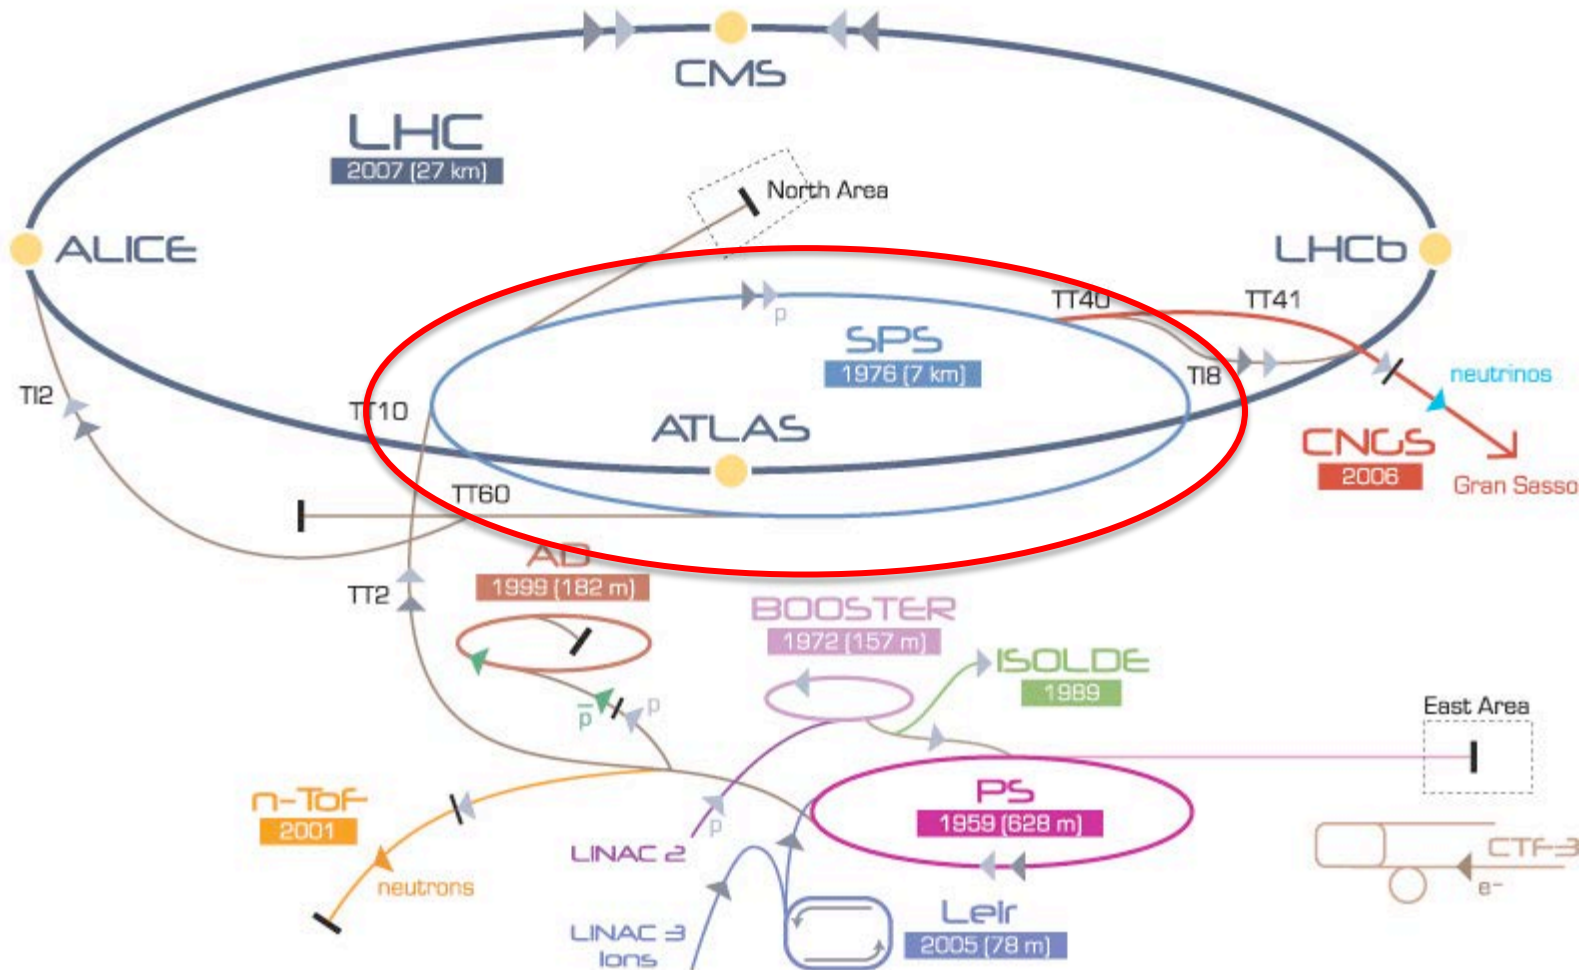 CMS
LHC
2007 (27 km)
North Area
ALICE
LHCb
TT40
TT41
p
SPS
1976 (7 km)
TI2
TI8
neutrinos
TT10
ATLAS
CNGS
2006
Gran Sasso
TT60
AD
1999 (182 m)
TT2
BOOSTER
1972 (157 m)
ISOLDE
1989
East Area
p̅
p
n-ToF
2001
neutrons
LINAC 2
p
PS
1959 (628 m)
CTF-3
e⁻
LINAC 3
Ions
Leir
2005 (78 m)